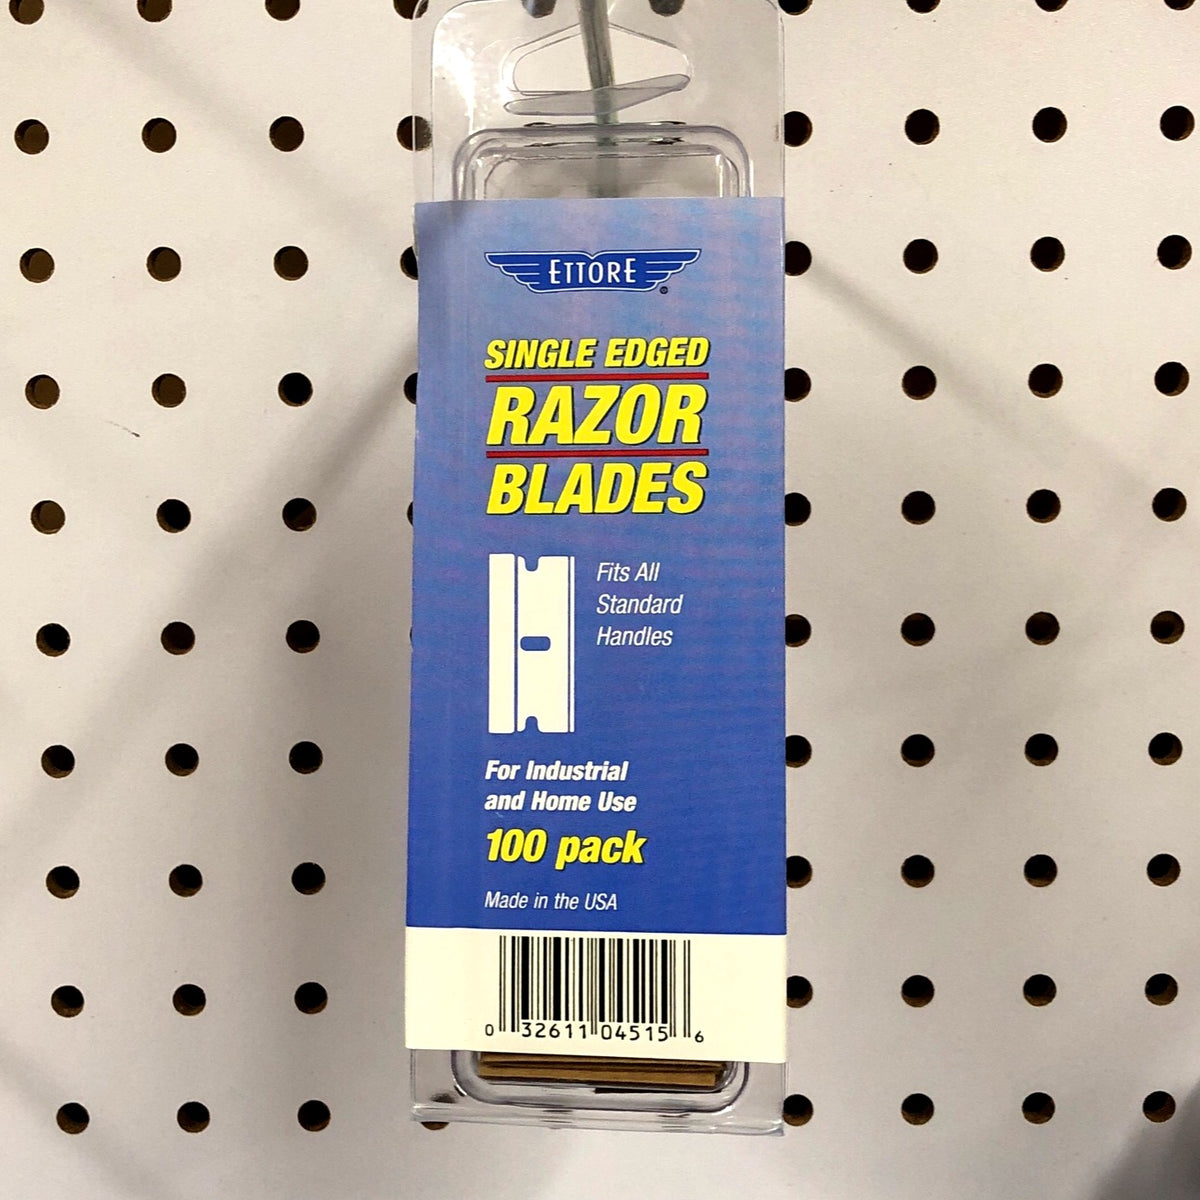 ETTORE
SINGLE EDGED
RAZOR
BLADES
Fits All
Standard
Handles
For Industrial
and Home Use
100 pack
Made in the USA
0 32611 04515 6